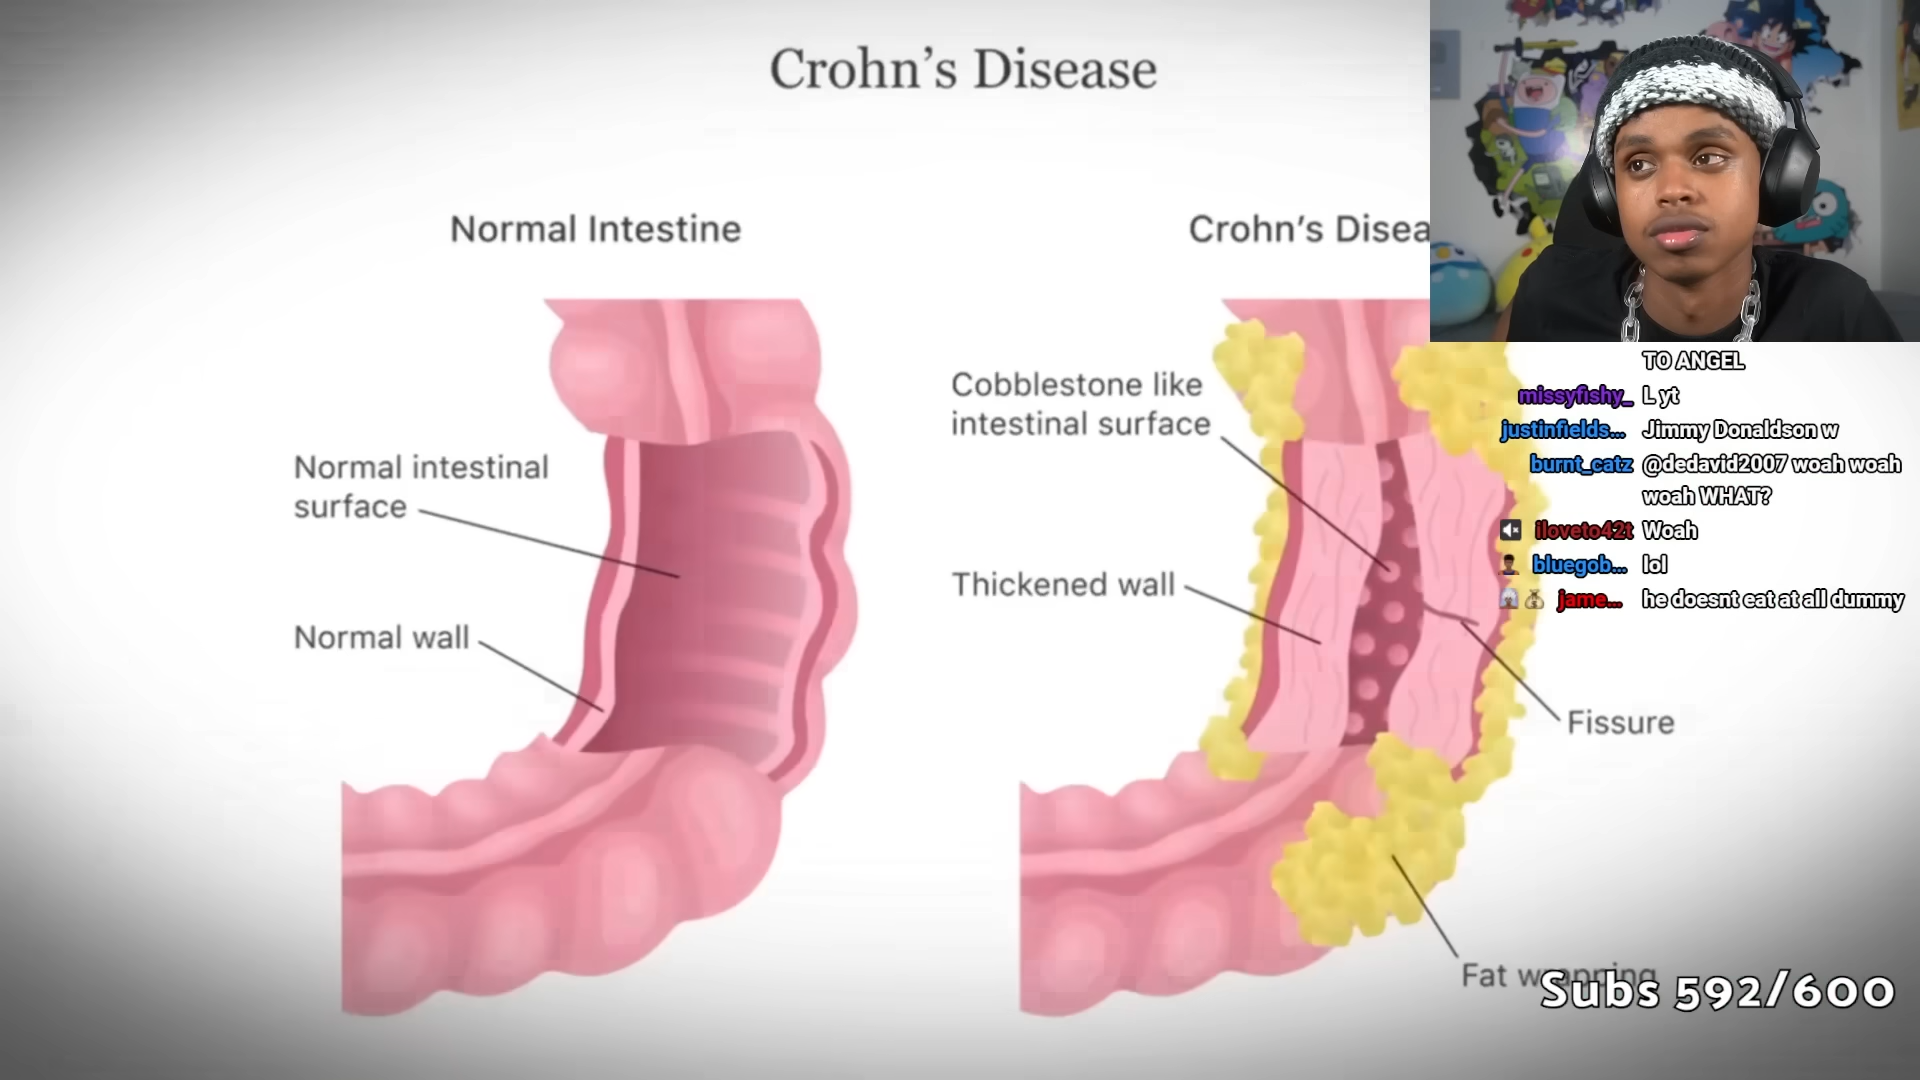 Crohn's Disease
Normal Intestine
Crohn's Disea
Normal intestinal
surface
Normal wall
Cobblestone like
intestinal surface
Thickened wall
Fissure
Fat wrapping
TO ANGEL
missyfishy_ L yt
justinfields... Jimmy Donaldson w
burnt_catz @dedavid2007 woah woah
woah WHAT?
iloveto42t Woah
bluegob... lol
jame... he doesnt eat at all dummy
Subs 592/600